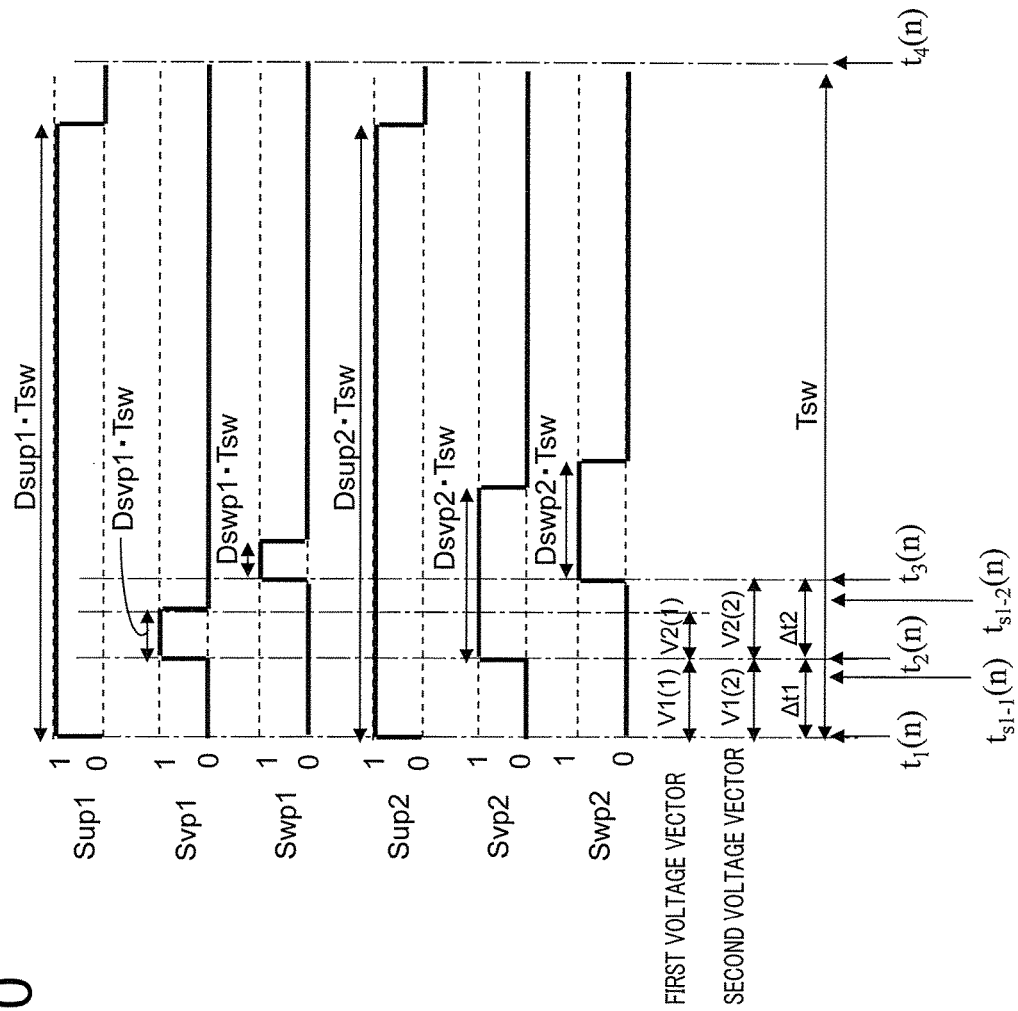 0
Dsup1・Tsw
Sup1
1
0
Dsvp1・Tsw
Svp1
1
0
Dswp1・Tsw
Swp1
1
0
Dsup2・Tsw
Sup2
1
0
Dsvp2・Tsw
Svp2
1
0
Dswp2・Tsw
Swp2
1
0
FIRST VOLTAGE VECTOR
V1(1) V2(1)
SECOND VOLTAGE VECTOR
V1(2) V2(2)
Δt1 Δt2
Tsw
t1(n) t2(n) t3(n) t4(n)
ts1-1(n) ts1-2(n)